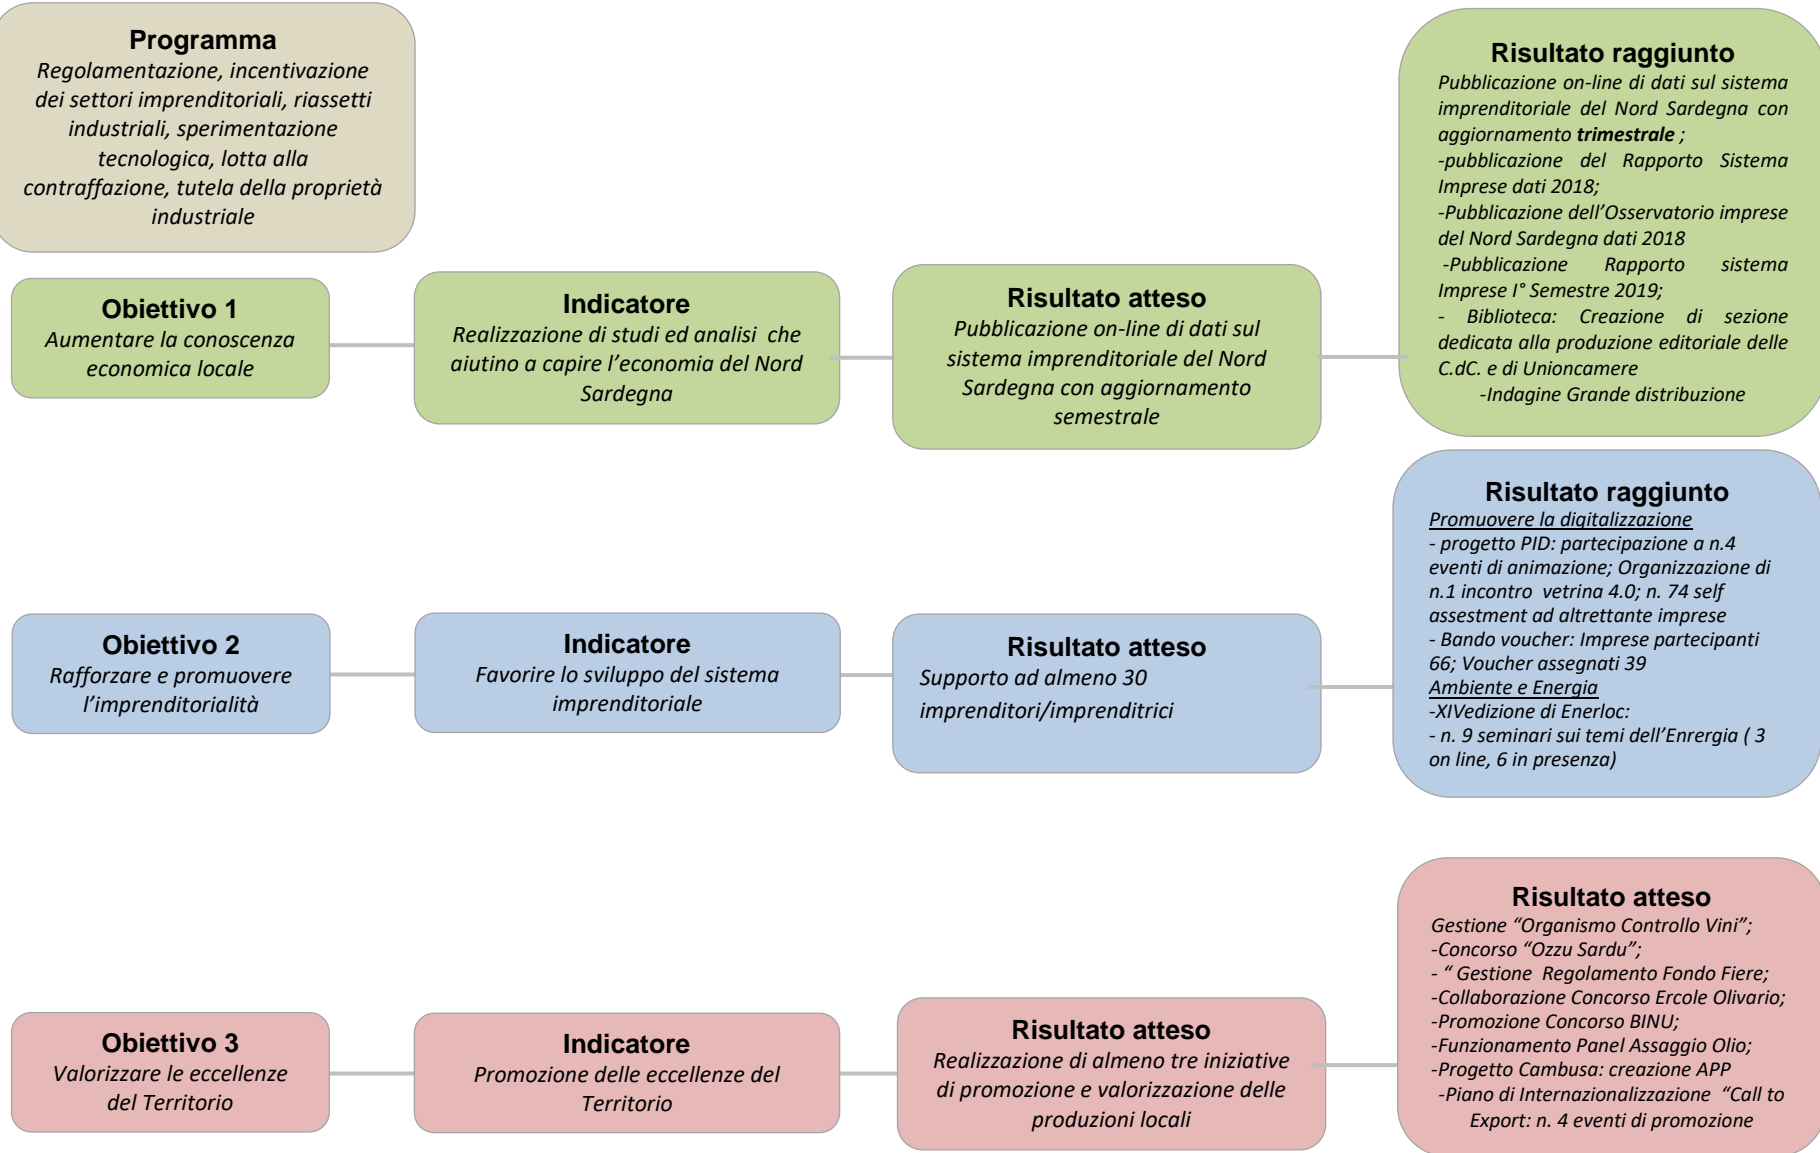 Programma
Regolamentazione, incentivazione
dei settori imprenditoriali, riassetti
industriali, sperimentazione
tecnologica, lotta alla
contraffazione, tutela della proprietà
industriale
Obiettivo 1
Aumentare la conoscenza
economica locale
Indicatore
Realizzazione di studi ed analisi che
aiutino a capire l’economia del Nord
Sardegna
Risultato atteso
Pubblicazione on-line di dati sul
sistema imprenditoriale del Nord
Sardegna con aggiornamento
semestrale
Risultato raggiunto
Pubblicazione on-line di dati sul sistema
imprenditoriale del Nord Sardegna con
aggiornamento trimestrale ;
-pubblicazione del Rapporto Sistema
Imprese dati 2018;
-Pubblicazione dell’Osservatorio imprese
del Nord Sardegna dati 2018
-Pubblicazione Rapporto sistema
Imprese I° Semestre 2019;
- Biblioteca: Creazione di sezione
dedicata alla produzione editoriale delle
C.dC. e di Unioncamere
-Indagine Grande distribuzione
Obiettivo 2
Rafforzare e promuovere
l’imprenditorialità
Indicatore
Favorire lo sviluppo del sistema
imprenditoriale
Risultato atteso
Supporto ad almeno 30
imprenditori/imprenditrici
Risultato raggiunto
Promuovere la digitalizzazione
- progetto PID: partecipazione a n.4
eventi di animazione; Organizzazione di
n.1 incontro vetrina 4.0; n. 74 self
assestment ad altrettante imprese
- Bando voucher: Imprese partecipanti
66; Voucher assegnati 39
Ambiente e Energia
-XIVedizione di Enerloc:
- n. 9 seminari sui temi dell’Enrergia ( 3
on line, 6 in presenza)
Obiettivo 3
Valorizzare le eccellenze
del Territorio
Indicatore
Promozione delle eccellenze del
Territorio
Risultato atteso
Realizzazione di almeno tre iniziative
di promozione e valorizzazione delle
produzioni locali
Risultato atteso
Gestione “Organismo Controllo Vini”;
-Concorso “Ozzu Sardu”;
- “ Gestione Regolamento Fondo Fiere;
-Collaborazione Concorso Ercole Olivario;
-Promozione Concorso BINU;
-Funzionamento Panel Assaggio Olio;
-Progetto Cambusa: creazione APP
-Piano di Internazionalizzazione “Call to
Export: n. 4 eventi di promozione